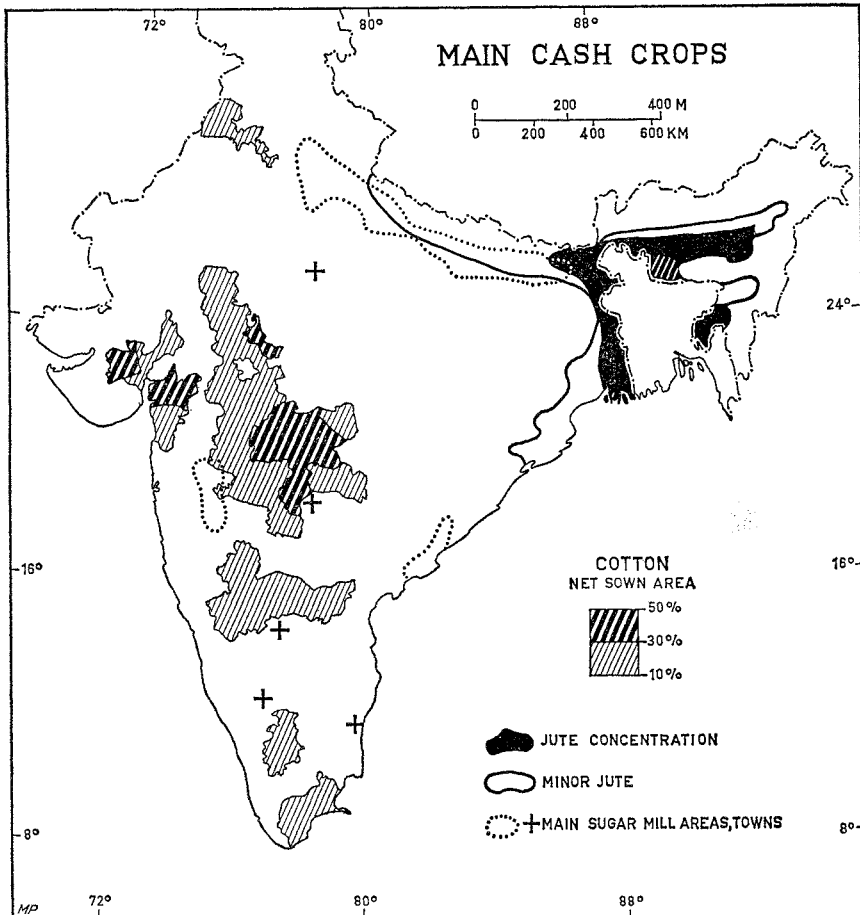 72° 80° 88°
MAIN CASH CROPS
0 200 400 M
0 200 400 600 KM
24°
16° 16°
COTTON
NET SOWN AREA
50%
30%
10%
JUTE CONCENTRATION
MINOR JUTE
MAIN SUGAR MILL AREAS,TOWNS
8° 8°
MP 72° 80° 88°